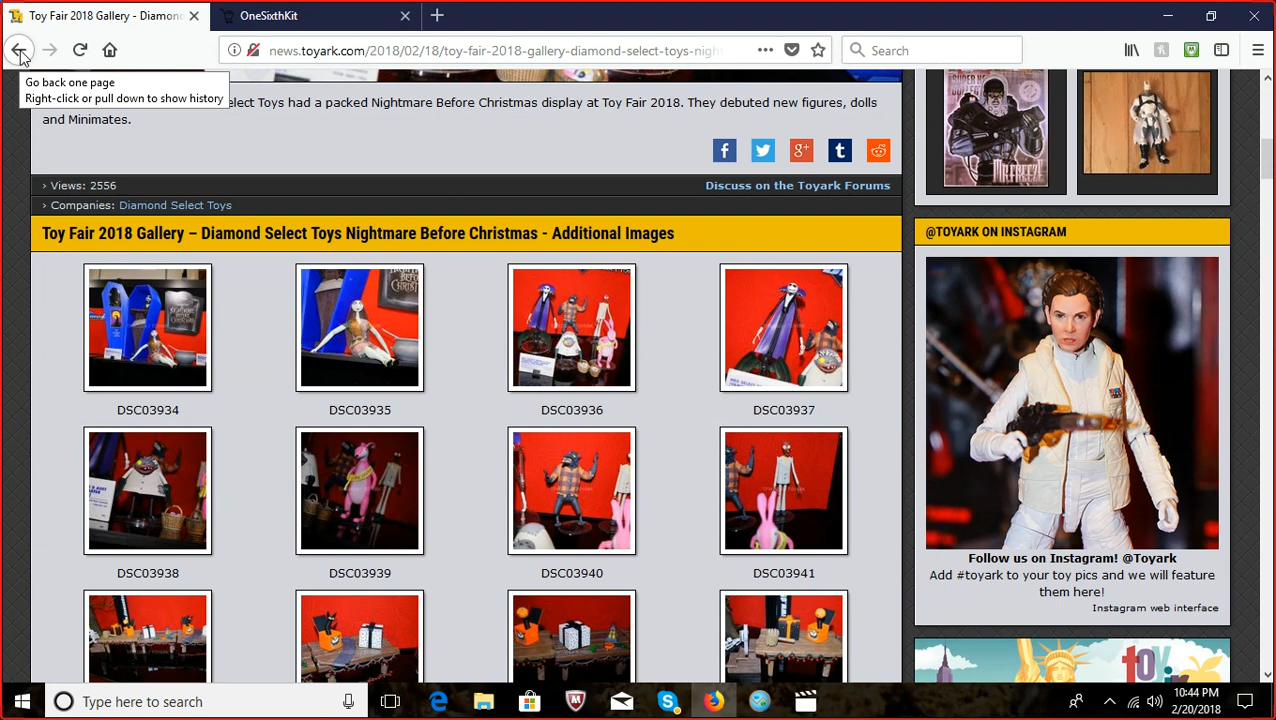 Toy Fair 2018 Gallery - Diamond
OneSixthKit
news.toyark.com/2018/02/18/toy-fair-2018-gallery-diamond-select-toys-nigh
Search
Go back one page
Right-click or pull down to show history
elect Toys had a packed Nightmare Before Christmas display at Toy Fair 2018. They debuted new figures, dolls
and Minimates.
› Views: 2556
Discuss on the Toyark Forums
› Companies: Diamond Select Toys
Toy Fair 2018 Gallery – Diamond Select Toys Nightmare Before Christmas - Additional Images
DSC03934
DSC03935
DSC03936
DSC03937
DSC03938
DSC03939
DSC03940
DSC03941
MR.FREEZE
@TOYARK ON INSTAGRAM
Follow us on Instagram! @Toyark
Add #toyark to your toy pics and we will feature
them here!
Instagram web interface
toy
Type here to search
10:44 PM
2/20/2018